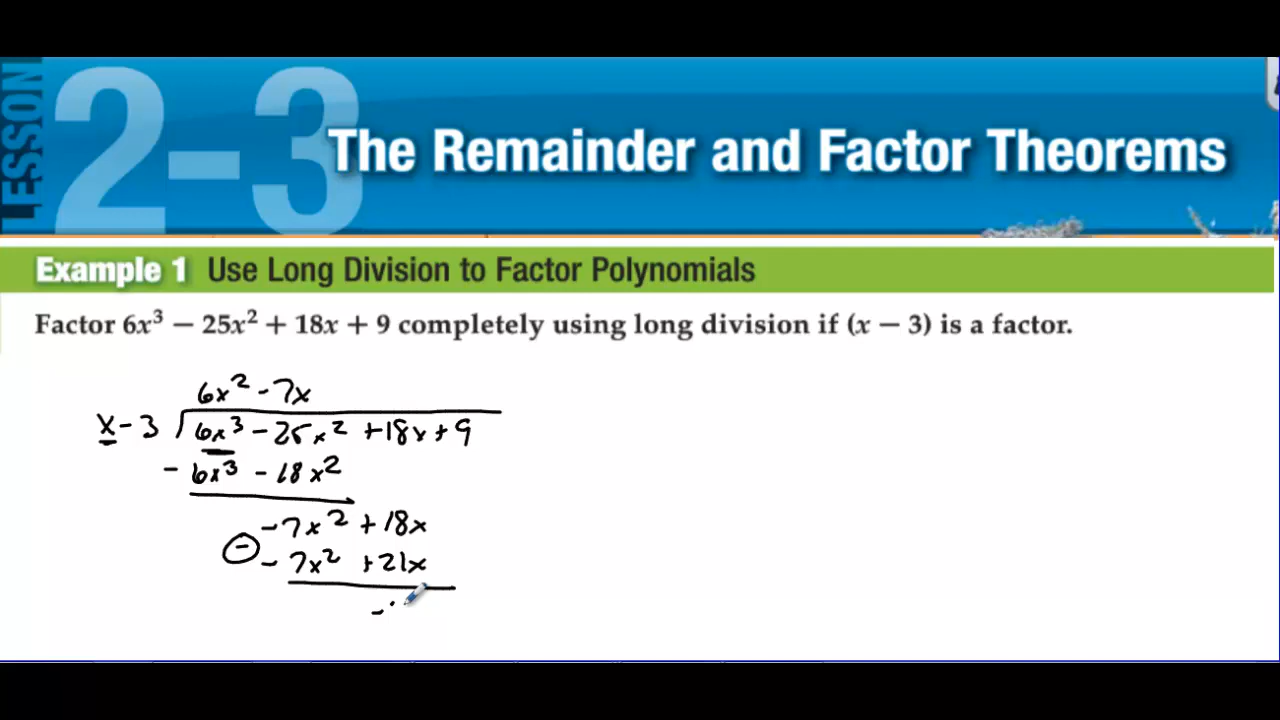 LESSON
2-3
The Remainder and Factor Theorems
Example 1 Use Long Division to Factor Polynomials
Factor 6x³ − 25x² + 18x + 9 completely using long division if (x − 3) is a factor.
6x² - 7x
x - 3 6x³ - 25x² + 18x + 9
- 6x³ - 18x²
- 7x² + 18x
- - 7x² + 21x
-